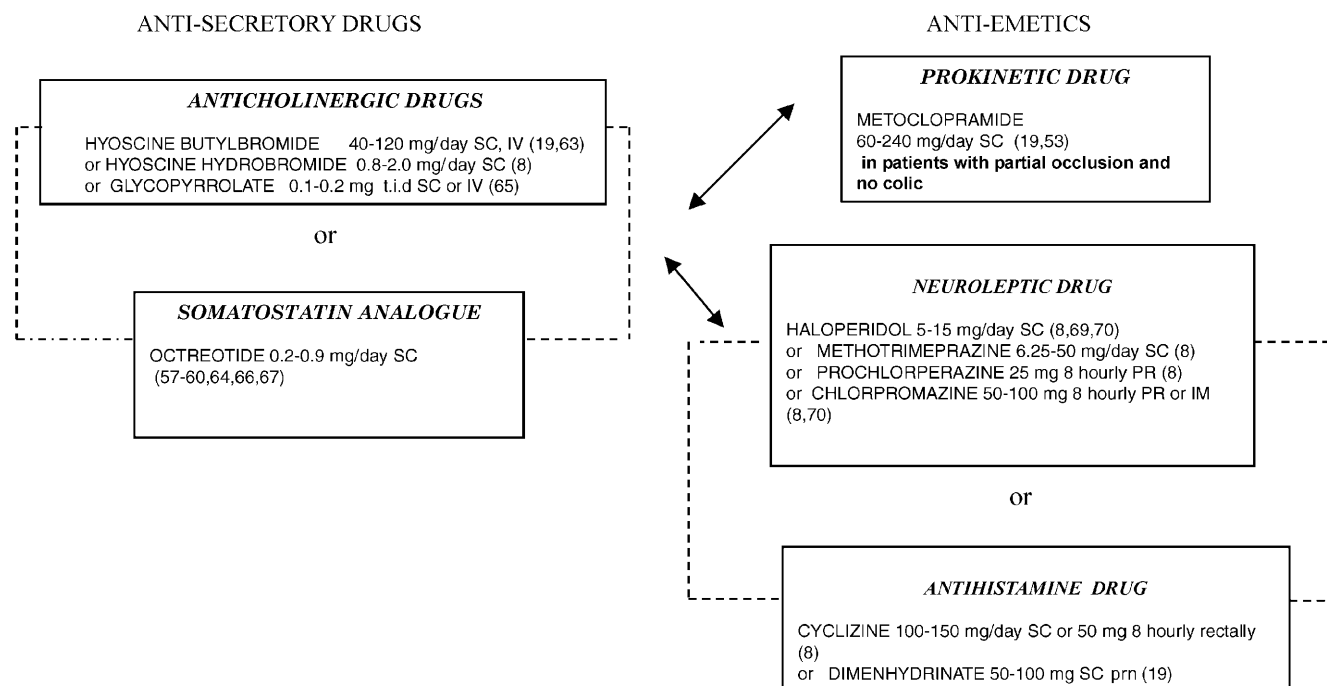 ANTI-SECRETORY DRUGS
ANTICHOLINERGIC DRUGS
HYOSCINE BUTYLBROMIDE 40-120 mg/day SC, IV (19,63)
or HYOSCINE HYDROBROMIDE 0.8-2.0 mg/day SC (8)
or GLYCOPYRROLATE 0.1-0.2 mg t.i.d SC or IV (65)
or
SOMATOSTATIN ANALOGUE
OCTREOTIDE 0.2-0.9 mg/day SC
(57-60,64,66,67)
ANTI-EMETICS
PROKINETIC DRUG
METOCLOPRAMIDE
60-240 mg/day SC (19,53)
in patients with partial occlusion and
no colic
NEUROLEPTIC DRUG
HALOPERIDOL 5-15 mg/day SC (8,69,70)
or METHOTRIMEPRAZINE 6.25-50 mg/day SC (8)
or PROCHLORPERAZINE 25 mg 8 hourly PR (8)
or CHLORPROMAZINE 50-100 mg 8 hourly PR or IM
(8,70)
or
ANTIHISTAMINE DRUG
CYCLIZINE 100-150 mg/day SC or 50 mg 8 hourly rectally
(8)
or DIMENHYDRINATE 50-100 mg SC prn (19)